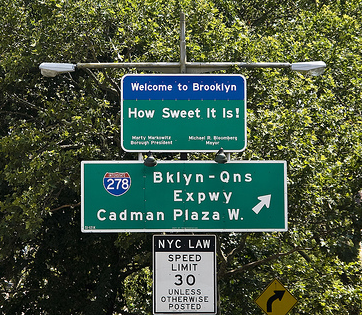 Welcome to Brooklyn
How Sweet It Is!
Marty Markowitz Michael R. Bloomberg
Borough President Mayor
INTERSTATE
278
Bklyn-Qns
Expwy
Cadman Plaza W.
NYC LAW
SPEED
LIMIT
30
UNLESS
OTHERWISE
POSTED